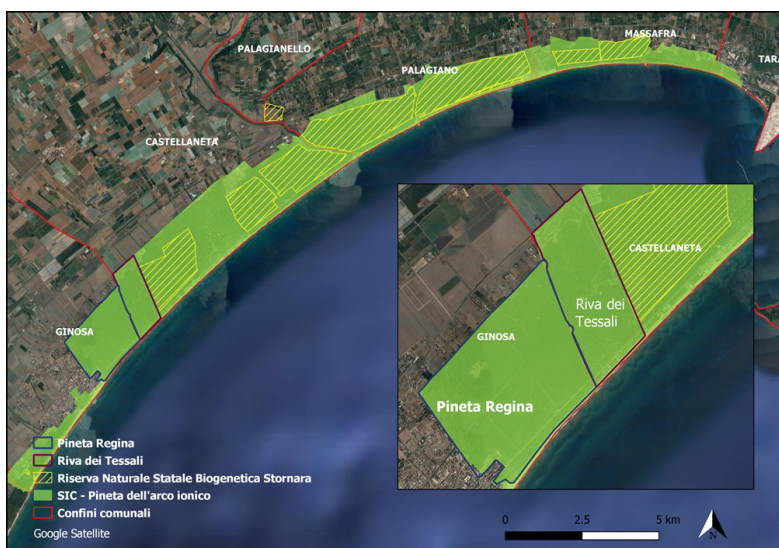 MASSAFRA
PALAGIANELLO
TARA
PALAGIANO
CASTELLANETA
GINOSA
CASTELLANETA
Riva dei
Tessali
GINOSA
Pineta Regina
Pineta Regina
Riva dei Tessali
Riserva Naturale Statale Biogenetica Stornara
SIC - Pineta dell'arco ionico
Confini comunali
Google Satellite
0 2.5 5 km
N